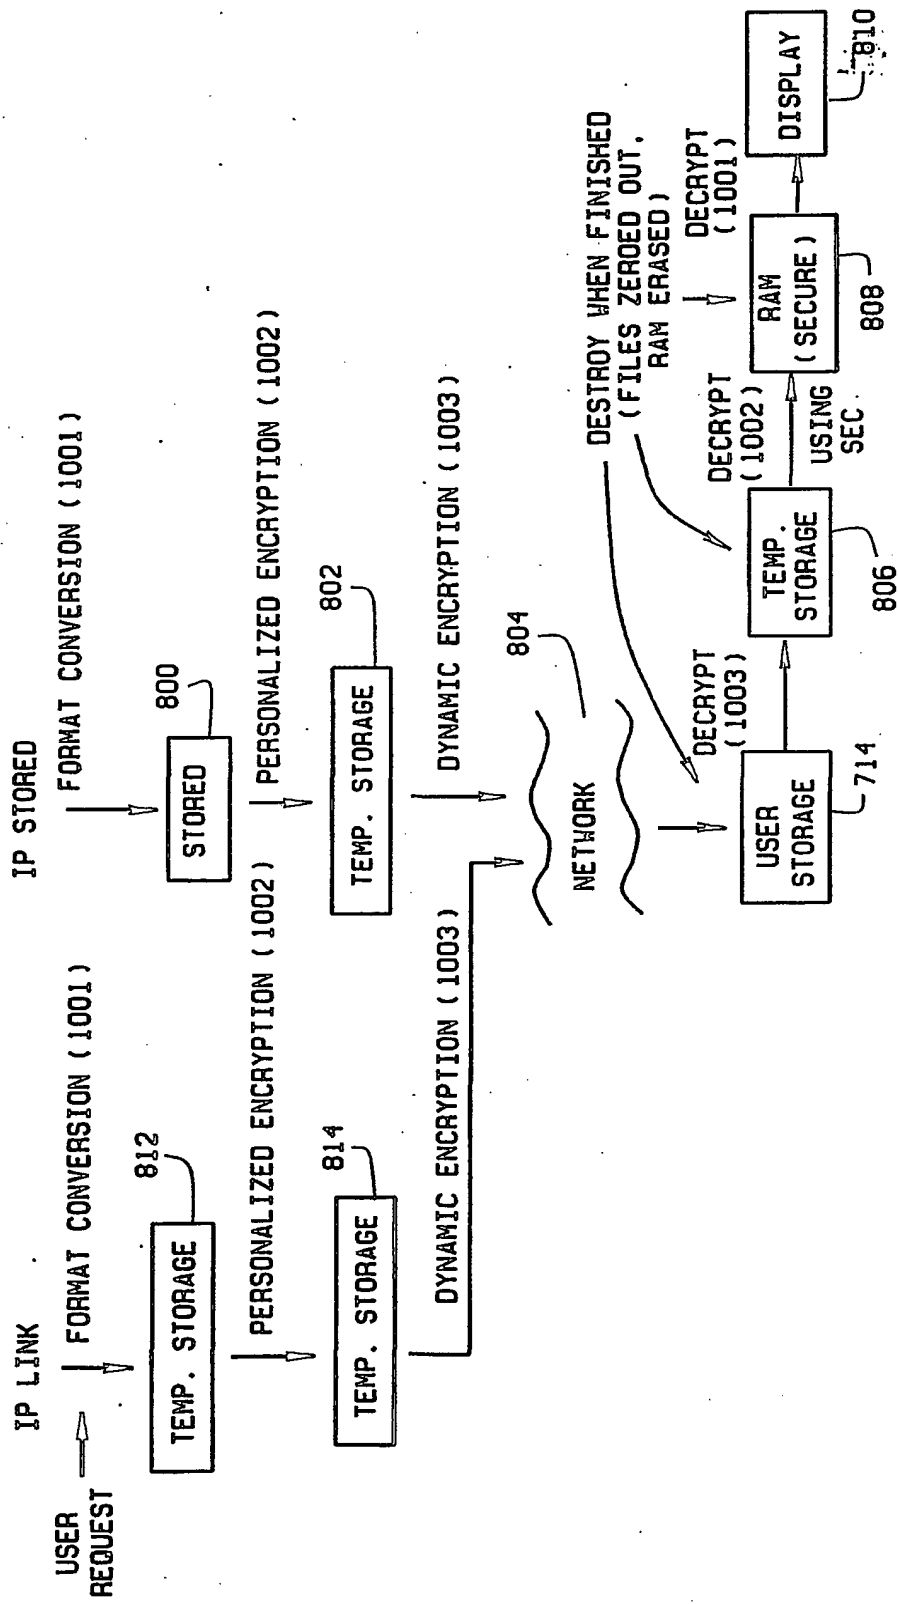 USER
REQUEST
IP LINK
FORMAT CONVERSION (1001)
812
TEMP. STORAGE
PERSONALIZED ENCRYPTION (1002)
814
TEMP. STORAGE
DYNAMIC ENCRYPTION (1003)
IP STORED
FORMAT CONVERSION (1001)
800
STORED
PERSONALIZED ENCRYPTION (1002)
802
TEMP. STORAGE
DYNAMIC ENCRYPTION (1003)
804
NETWORK
DESTROY WHEN FINISHED
(FILES ZEROED OUT,
RAM ERASED)
USER
STORAGE
714
DECRYPT
(1003)
TEMP.
STORAGE
806
DECRYPT
(1002)
USING
SEC.
RAM
(SECURE)
808
DECRYPT
(1001)
DISPLAY
810